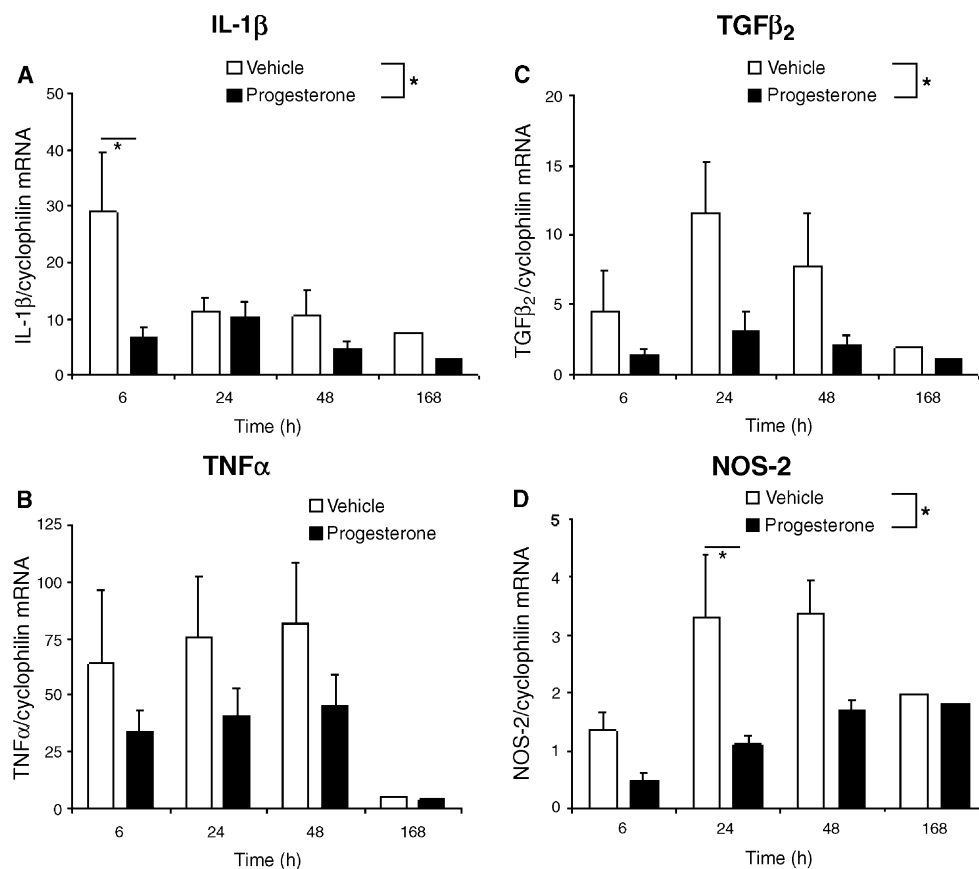 IL-1β
A
Vehicle
Progesterone
*
50
40
30
20
10
0
*
IL-1β/cyclophilin mRNA
6 24 48 168
Time (h)
TGFβ2
C
Vehicle
Progesterone
*
20
15
10
5
0
TGFβ2/cyclophilin mRNA
6 24 48 168
Time (h)
TNFα
B
Vehicle
Progesterone
125
100
75
50
25
0
TNFα/cyclophilin mRNA
6 24 48 168
Time (h)
NOS-2
D
Vehicle
Progesterone
*
5
4
3
2
1
0
*
NOS-2/cyclophilin mRNA
6 24 48 168
Time (h)